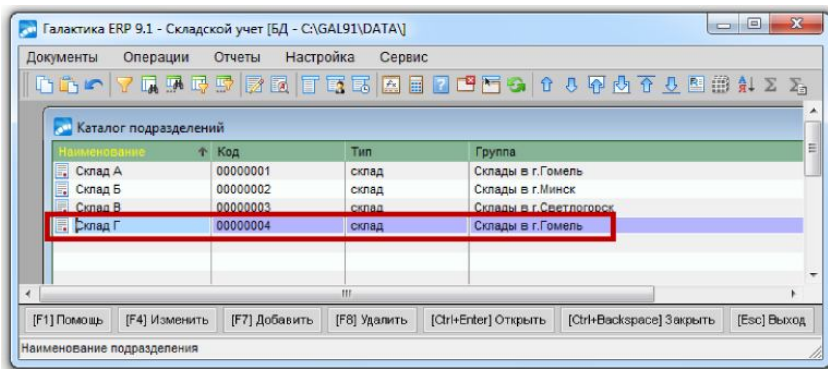 Галактика ERP 9.1 - Складской учет [БД - C:\GAL91\DATA\]
Документы Операции Отчеты Настройка Сервис
Каталог подразделений
Наименование Код Тип Группа
Склад А 00000001 склад Склады в г.Гомель
Склад Б 00000002 склад Склады в г.Минск
Склад В 00000003 склад Склады в г.Светлогорск
Склад Г 00000004 склад Склады в г.Гомель
[F1] Помощь [F4] Изменить [F7] Добавить [F8] Удалить [Ctrl+Enter] Открыть [Ctrl+Backspace] Закрыть [Esc] Выход
Наименование подразделения